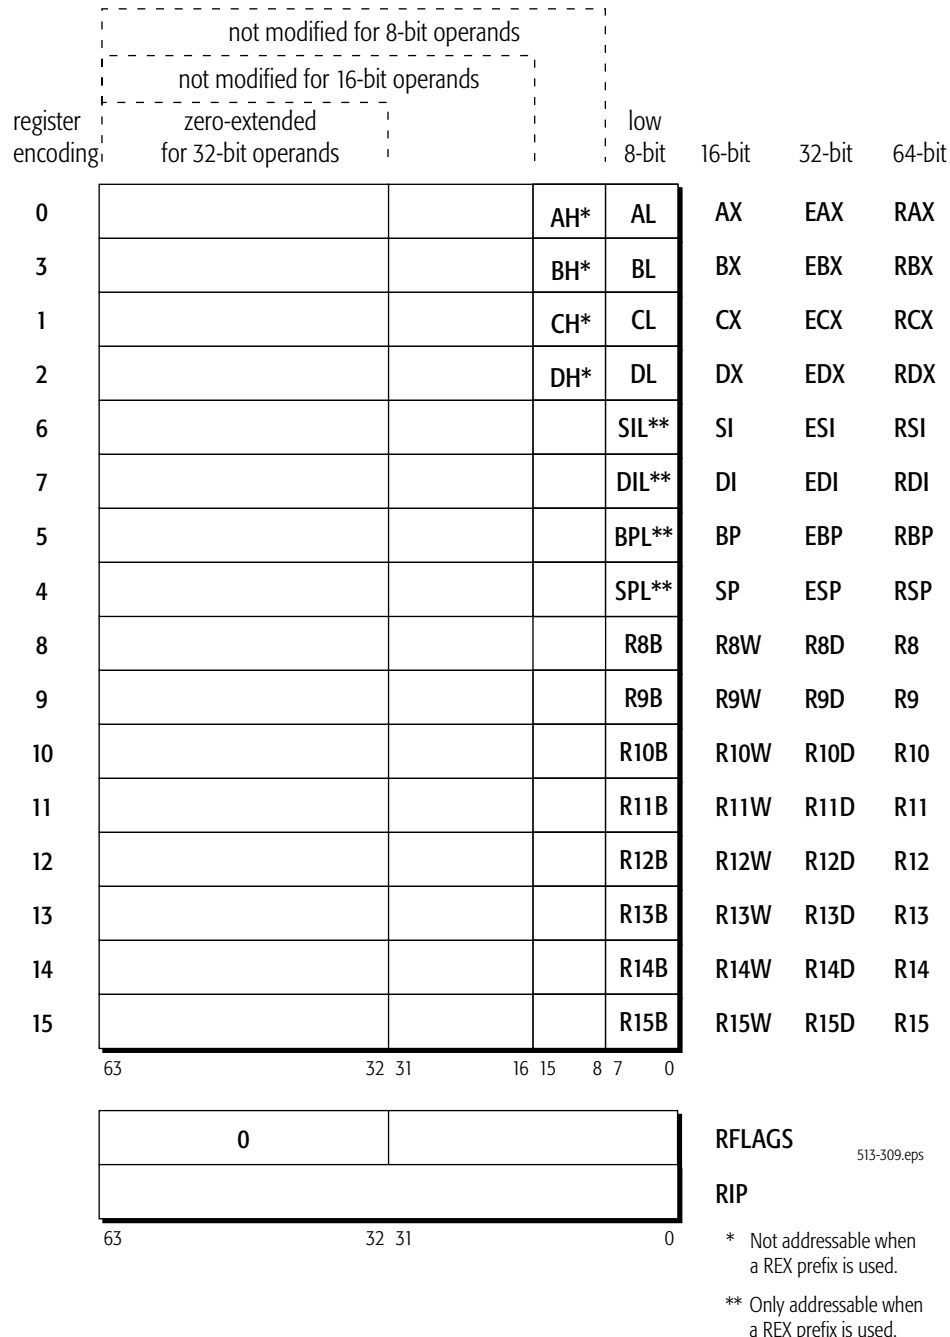 not modified for 8-bit operands
not modified for 16-bit operands
register encoding
zero-extended for 32-bit operands
low 8-bit
16-bit
32-bit
64-bit
0 AH* AL AX EAX RAX
3 BH* BL BX EBX RBX
1 CH* CL CX ECX RCX
2 DH* DL DX EDX RDX
6 SIL** SI ESI RSI
7 DIL** DI EDI RDI
5 BPL** BP EBP RBP
4 SPL** SP ESP RSP
8 R8B R8W R8D R8
9 R9B R9W R9D R9
10 R10B R10W R10D R10
11 R11B R11W R11D R11
12 R12B R12W R12D R12
13 R13B R13W R13D R13
14 R14B R14W R14D R14
15 R15B R15W R15D R15
63 32 31 16 15 8 7 0
0 RFLAGS
513-309.eps
RIP
63 32 31 0
* Not addressable when
a REX prefix is used.
** Only addressable when
a REX prefix is used.